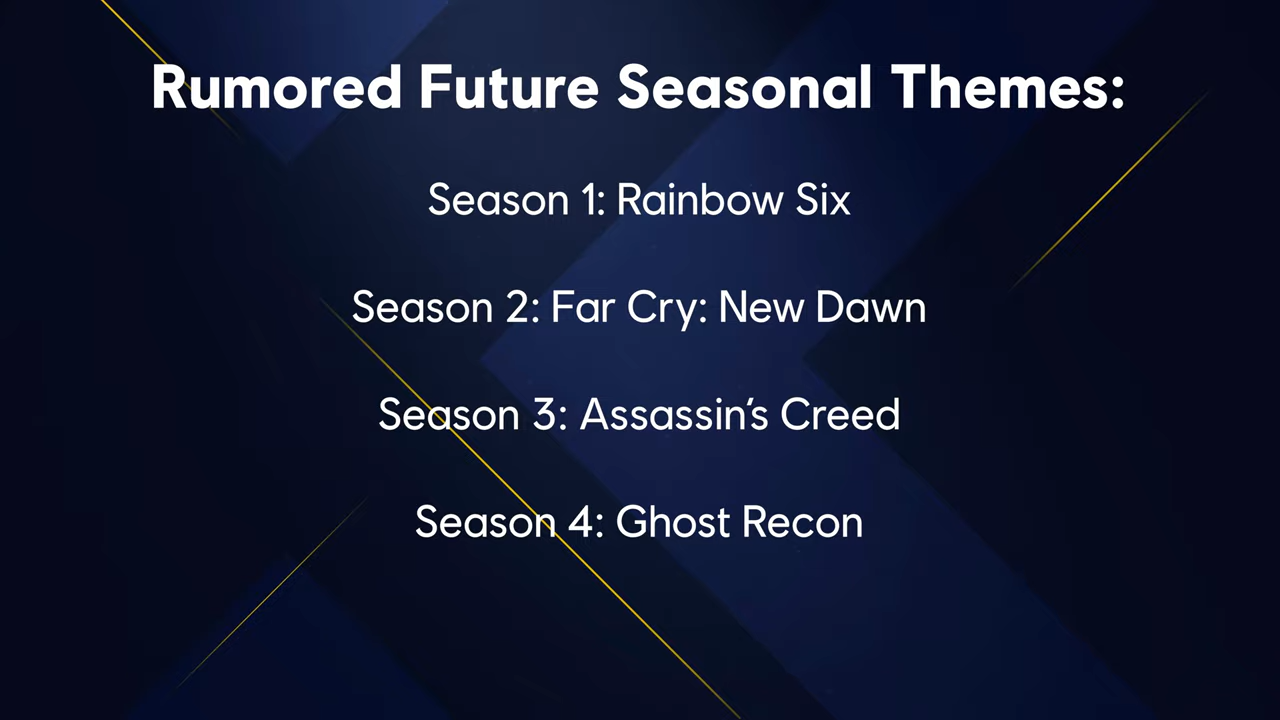 Rumored Future Seasonal Themes:
Season 1: Rainbow Six
Season 2: Far Cry: New Dawn
Season 3: Assassin’s Creed
Season 4: Ghost Recon